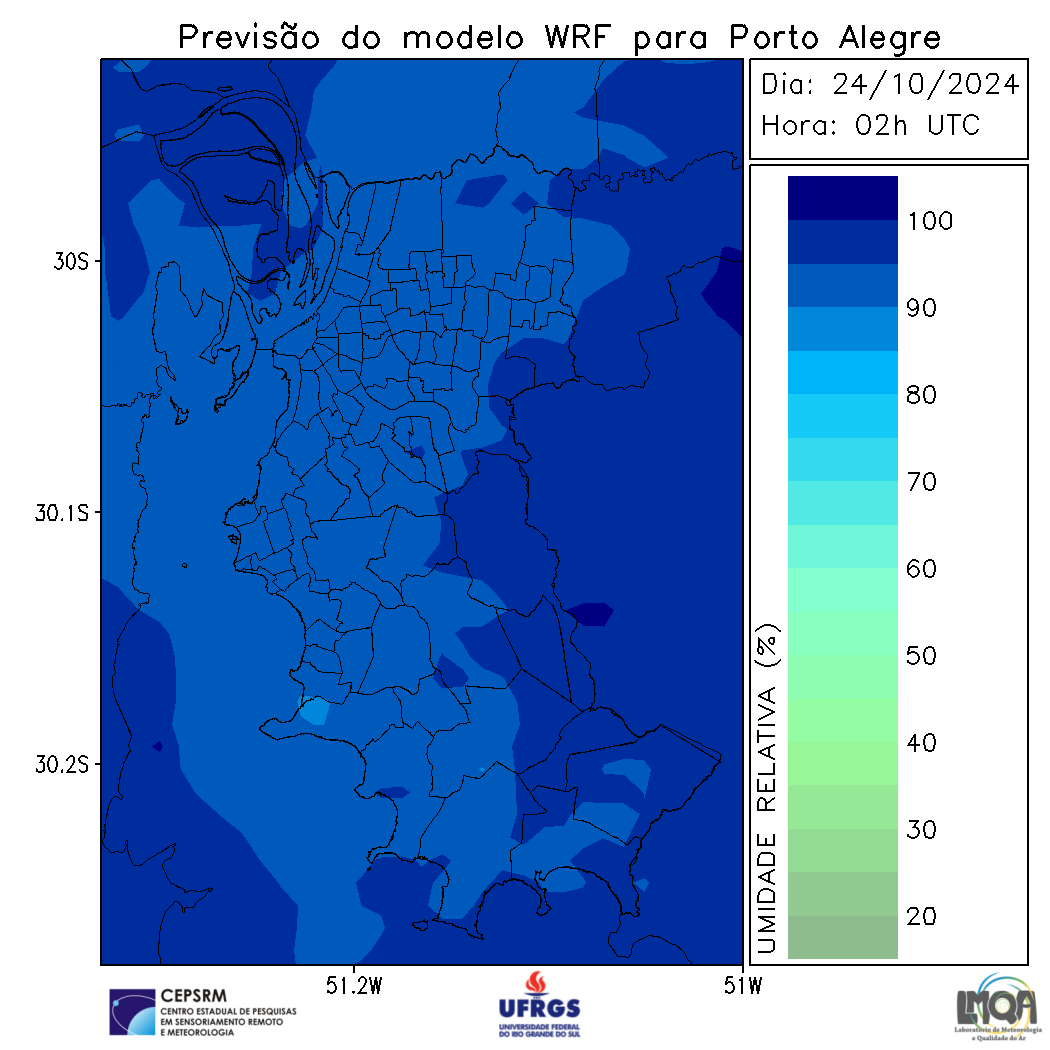 Previsão do modelo WRF para Porto Alegre
Dia: 24/10/2024
Hora: 02h UTC
100
90
80
70
60
50
40
30
20
UMIDADE RELATIVA (%)
30S
30.1S
30.2S
51.2W
51W
CEPSRM
CENTRO ESTADUAL DE PESQUISAS
EM SENSORIAMENTO REMOTO
E METEOROLOGIA
UFRGS
UNIVERSIDADE FEDERAL
DO RIO GRANDE DO SUL
LMQA
Laboratório de Meteorologia
e Qualidade do Ar